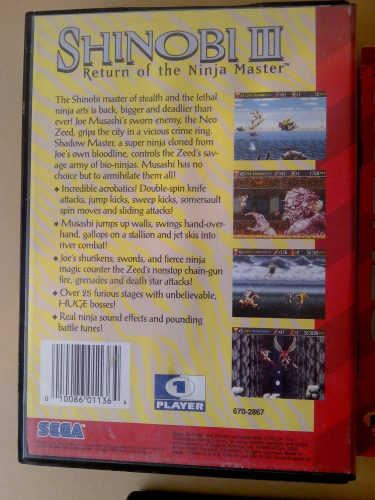 SHINOBI III
Return of the Ninja Master™
The Shinobi master of stealth and the lethal
ninja arts is back, bigger and deadlier than
ever! Joe Musashi's sworn enemy, the Neo
Zeed, grips the city in a vicious crime ring.
Shadow Master, a super ninja cloned from
Joe's own bloodline, controls the Zeed's sav-
age army of bio-ninjas. Musashi has no
choice but to annihilate them all!
• Incredible acrobatics! Double-spin knife
attacks, jump kicks, sweep kicks, somersault
spin moves and sliding attacks!
• Musashi jumps up walls, swings hand-over-
hand, gallops on a stallion and jet skis into
river combat!
• Joe's shurikens, swords, and fierce ninja
magic counter the Zeed's nonstop chain-gun
fire, grenades and death star attacks!
• Over 25 furious stages with unbelievable,
HUGE bosses!
• Real ninja sound effects and pounding
battle tunes!
0 10086 01136 4
1
PLAYER
670-2867
SEGA